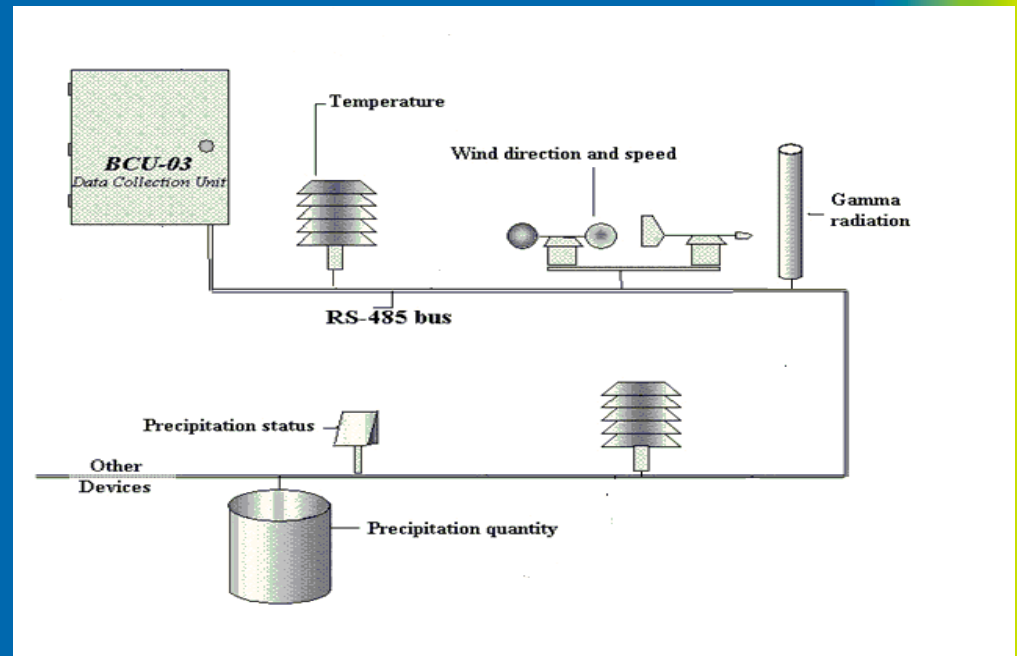 Temperature
BCU-03
Data Collection Unit
Wind direction and speed
Gamma
radiation
RS-485 bus
Precipitation status
Other
Devices
Precipitation quantity